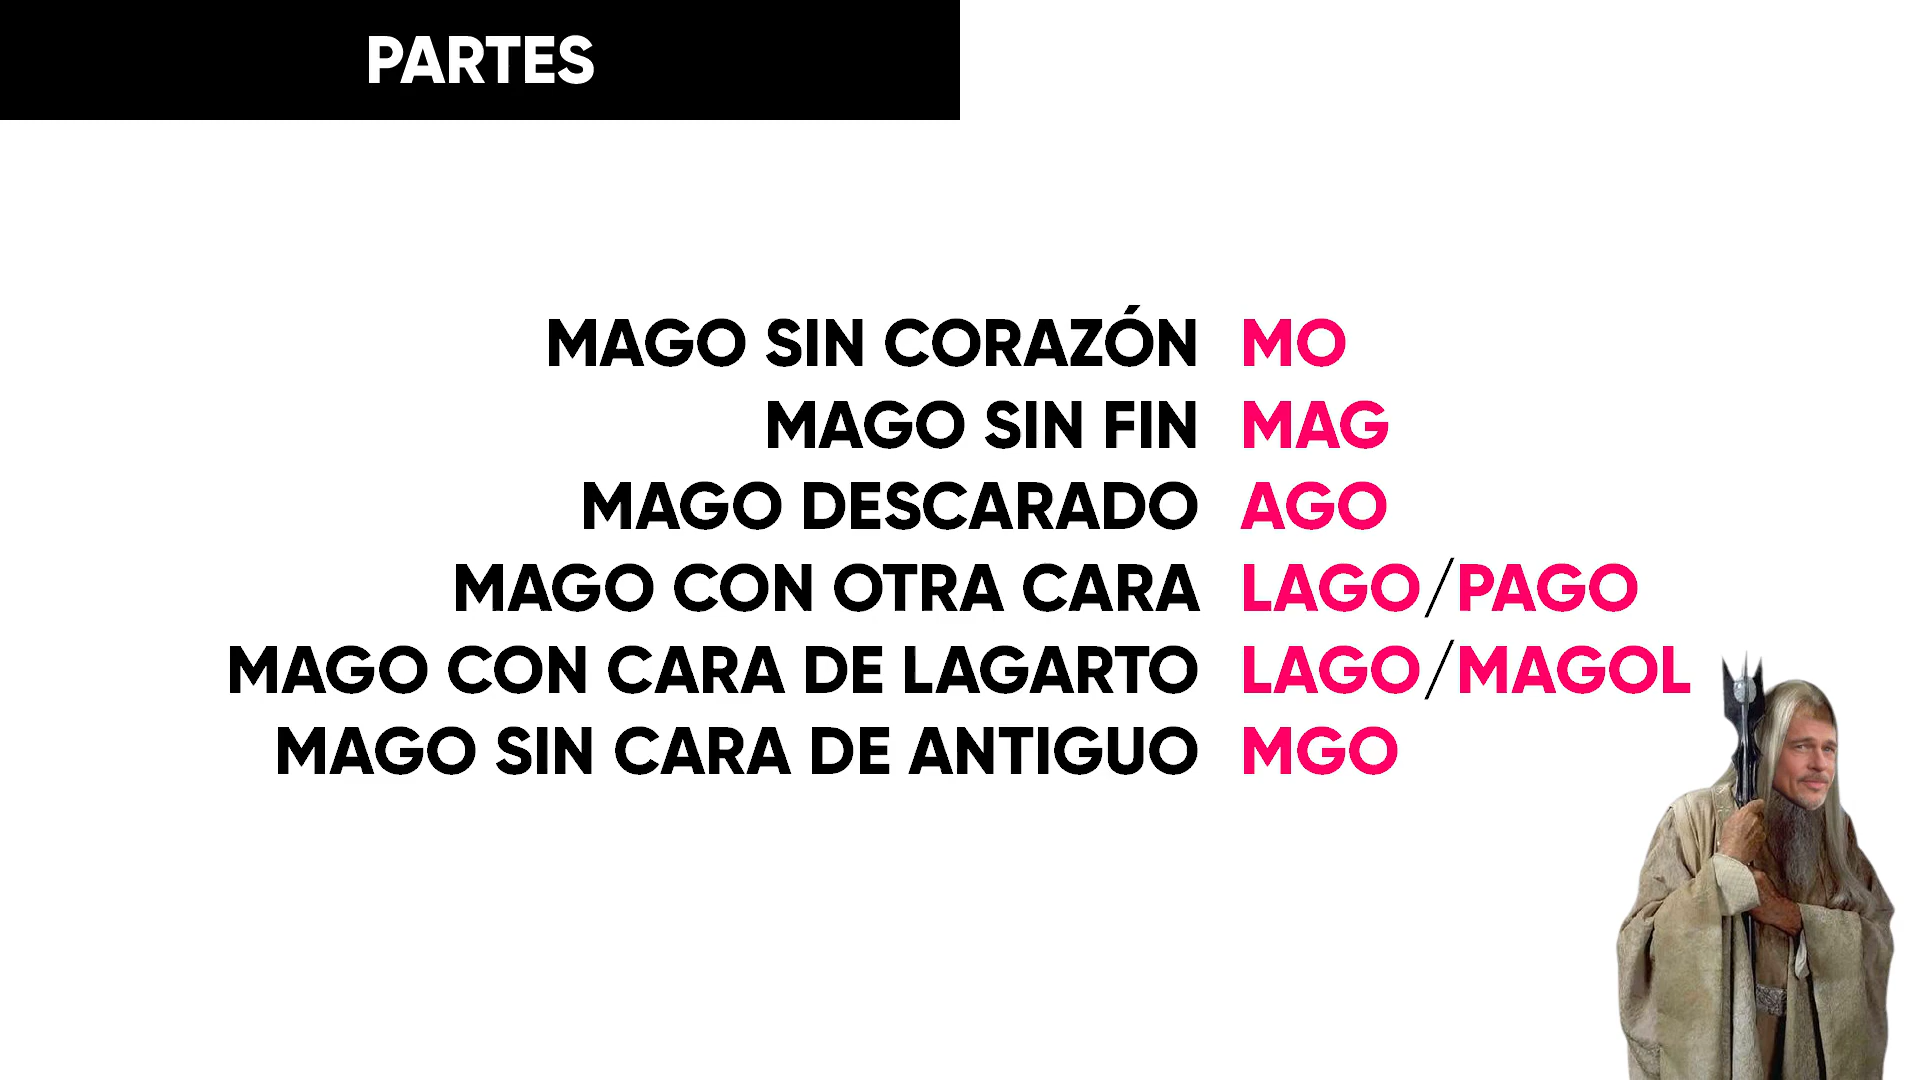 PARTES
MAGO SIN CORAZÓN MO
MAGO SIN FIN MAG
MAGO DESCARADO AGO
MAGO CON OTRA CARA LAGO/PAGO
MAGO CON CARA DE LAGARTO LAGO/MAGOL
MAGO SIN CARA DE ANTIGUO MGO